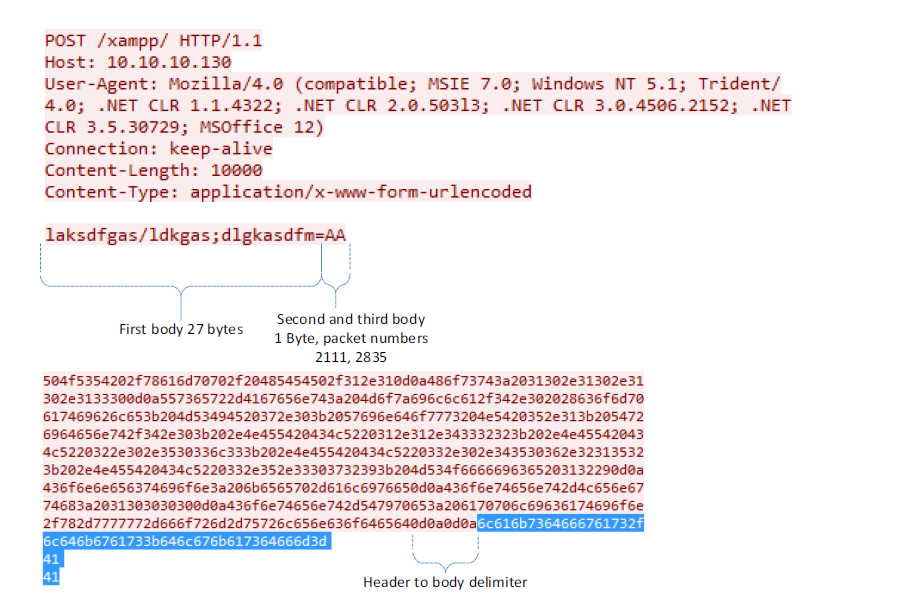 POST /xampp/ HTTP/1.1
Host: 10.10.10.130
User-Agent: Mozilla/4.0 (compatible; MSIE 7.0; Windows NT 5.1; Trident/
4.0; .NET CLR 1.1.4322; .NET CLR 2.0.503l3; .NET CLR 3.0.4506.2152; .NET
CLR 3.5.30729; MSOffice 12)
Connection: keep-alive
Content-Length: 10000
Content-Type: application/x-www-form-urlencoded
laksdfgas/ldkgas;dlgkasdfm=AA
First body 27 bytes
Second and third body
1 Byte, packet numbers
2111, 2835
504f5354202f78616d70702f20485454502f312e310d0a486f73743a2031302e31302e31
302e3133300d0a557365722d4167656e743a204d6f7a696c6c612f342e302028636f6d70
617469626c653b204d53494520372e303b2057696e646f7773204e5420352e313b205472
6964656e742f342e303b202e4e455420434c5220312e312e343332323b202e4e45542043
4c5220322e302e3530336c333b202e4e455420434c5220332e302e343530362e32313532
3b202e4e455420434c5220332e352e33303732393b204d534f6666696365203132290d0a
436f6e6e656374696f6e3a206b6565702d616c6976650d0a436f6e74656e742d4c656e67
74683a2031303030300d0a436f6e74656e742d547970653a206170706c69636174696f6e
2f782d7777772d666f726d2d75726c656e636f6465640d0a0d0a6c616b7364666761732f
6c646b6761733b646c676b617364666d3d
41
41
Header to body delimiter